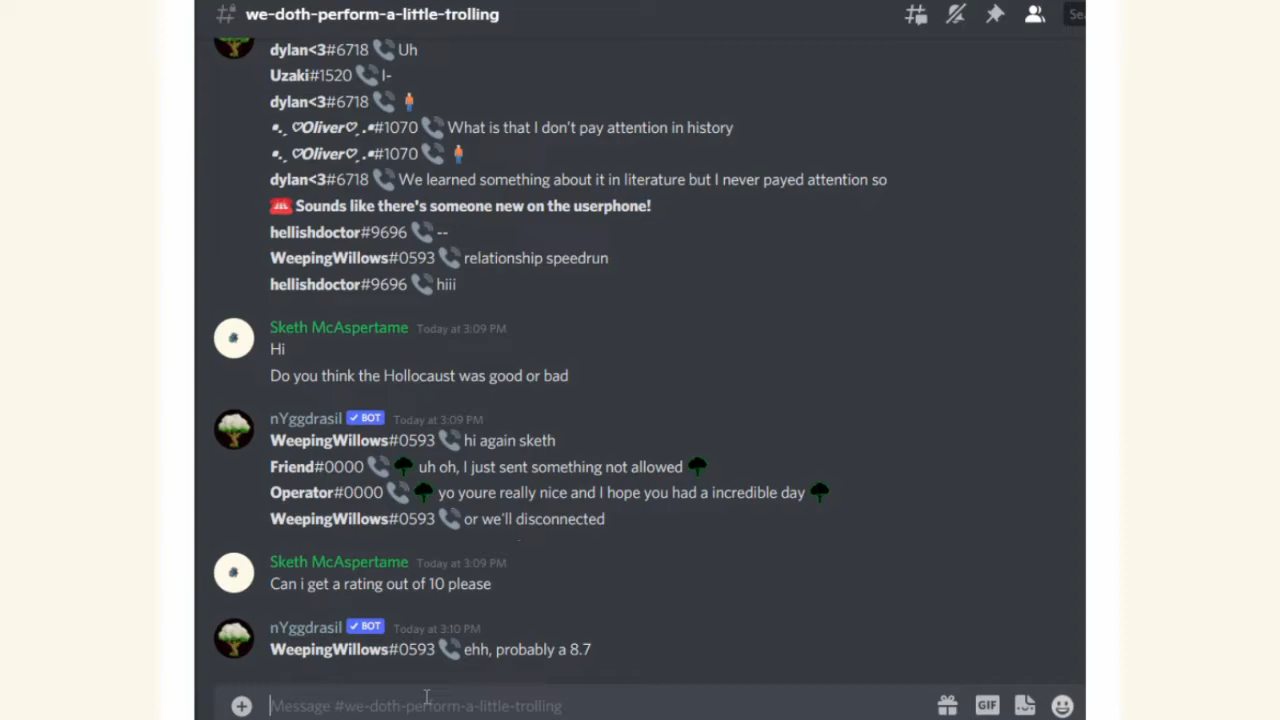 we-doth-perform-a-little-trolling
dylan<3#6718 Uh
Uzaki#1520 I-
dylan<3#6718
•.¸ ♡Oliver♡¸.•#1070 What is that I don't pay attention in history
•.¸ ♡Oliver♡¸.•#1070
dylan<3#6718 We learned something about it in literature but I never payed attention so
Sounds like there's someone new on the userphone!
hellishdoctor#9696 --
WeepingWillows#0593 relationship speedrun
hellishdoctor#9696 hiii
Sketh McAspertame Today at 3:09 PM
Hi
Do you think the Holocaust was good or bad
nYggdrasil ✓ BOT Today at 3:09 PM
WeepingWillows#0593 hi again sketh
Friend#0000 uh oh, I just sent something not allowed
Operator#0000 yo youre really nice and I hope you had a incredible day
WeepingWillows#0593 or we'll disconnected
Sketh McAspertame Today at 3:09 PM
Can i get a rating out of 10 please
nYggdrasil ✓ BOT Today at 3:10 PM
WeepingWillows#0593 ehh, probably a 8.7
Message #we-doth-perform-a-little-trolling
GIF